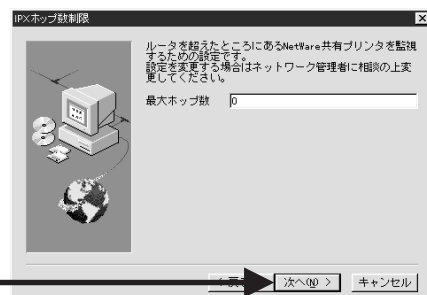 IPXホップ数制限
ルータを超えたところにあるNetWare共有プリンタを監視
するための設定です。
設定を変更する場合はネットワーク管理者に相談の上変
更してください。
最大ホップ数 0
次へ(N) > キャンセル